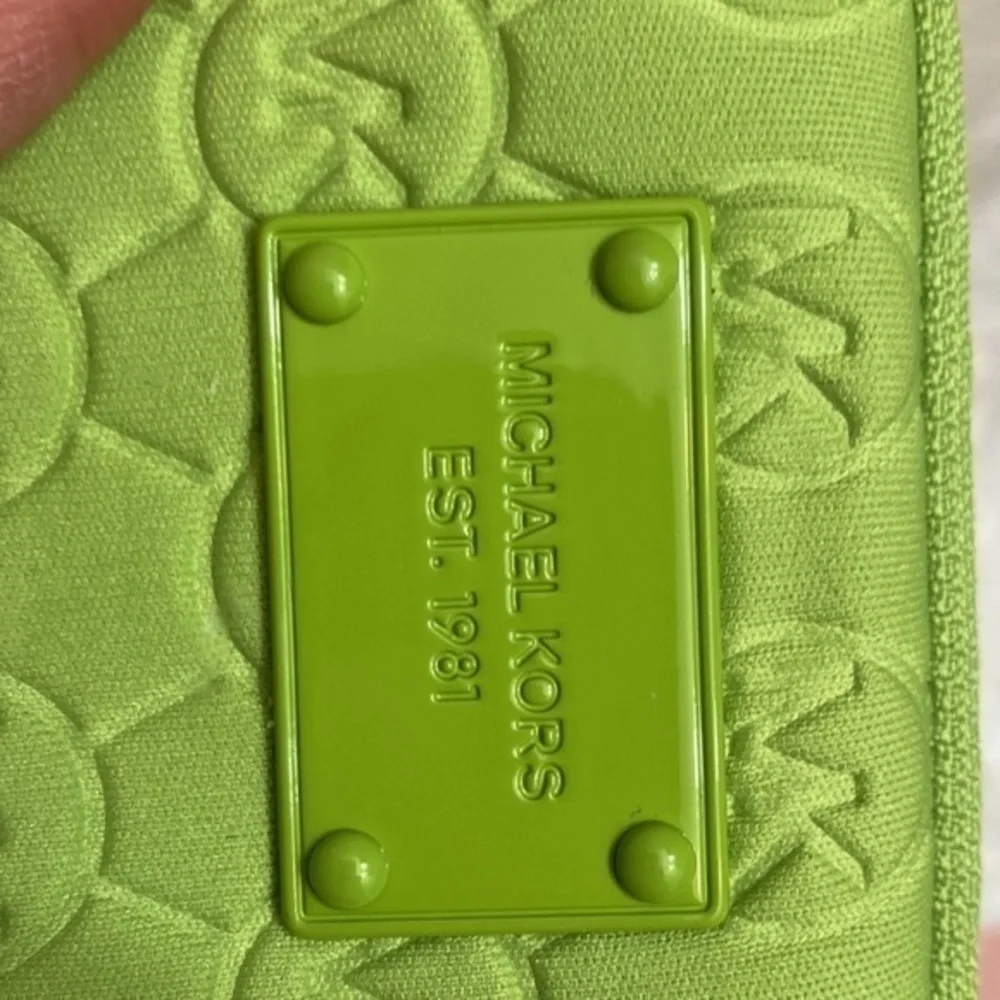 MICHAEL KORS
EST. 1981